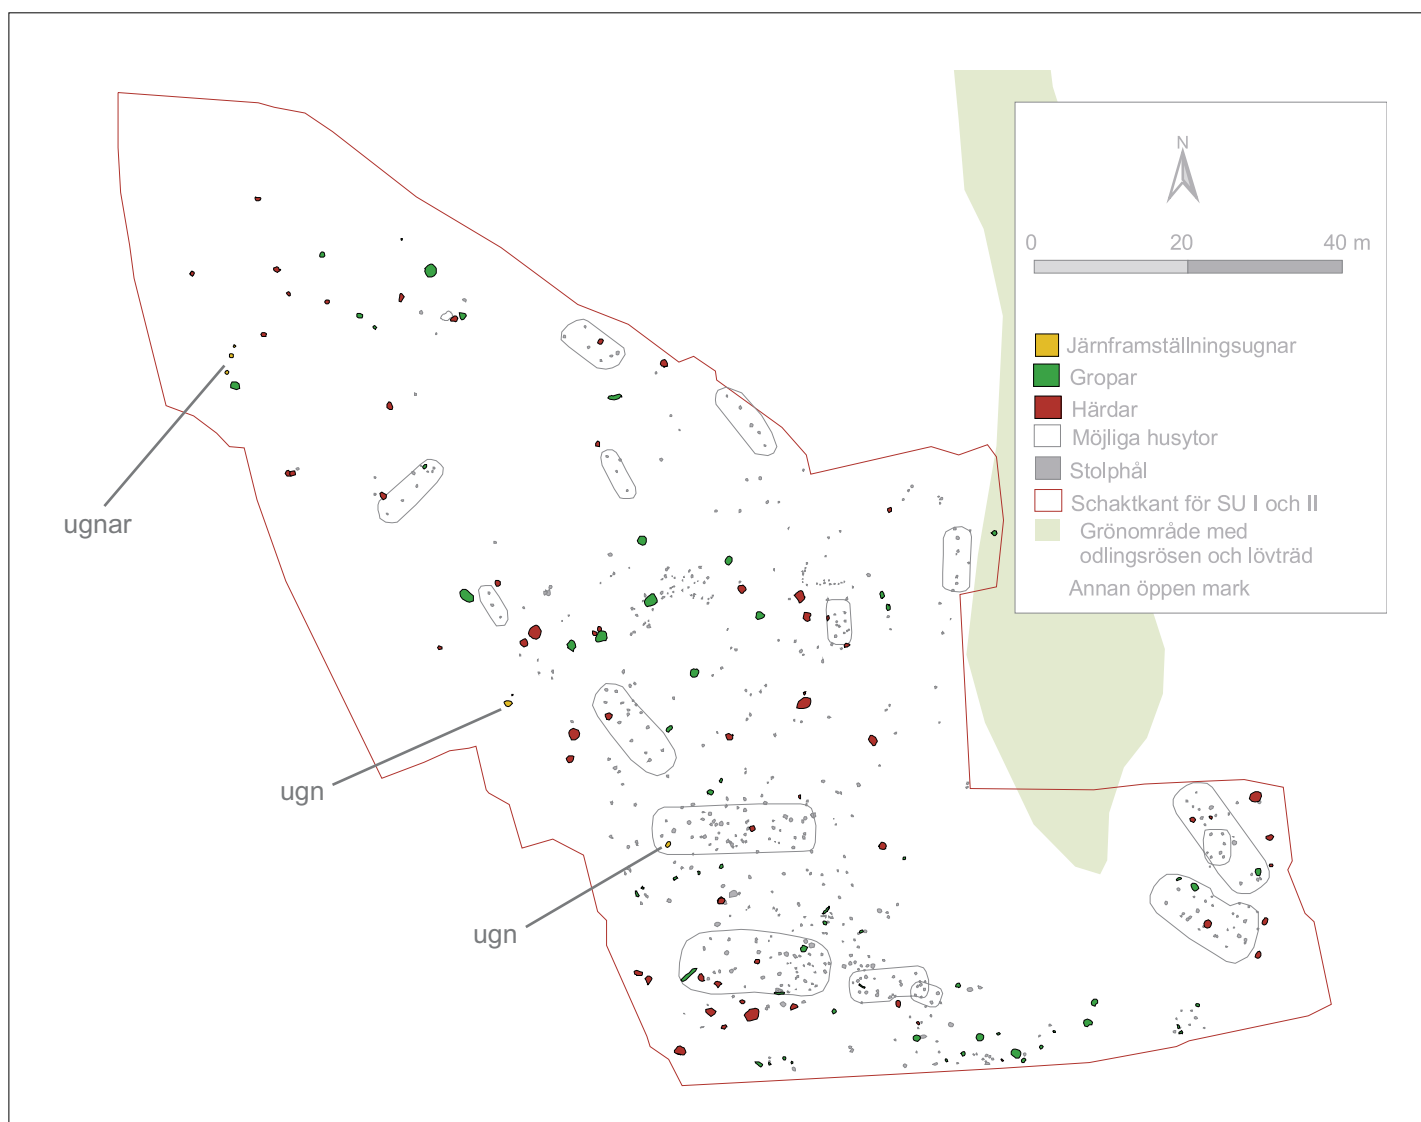 N
0 20 40 m
Järnframställningsugnar
Gropar
Härdar
Möjliga husytor
Stolphål
Schaktkant för SU I och II
Grönområde med
odlingsrösen och lövträd
Annan öppen mark
ugnar
ugn
ugn